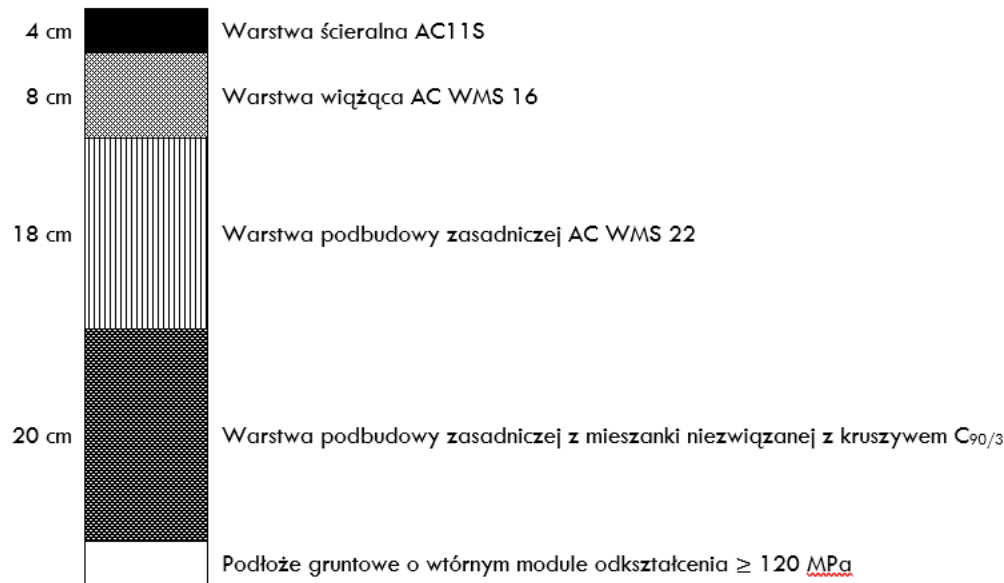 4 cm Warstwa ścieralna AC11S
8 cm Warstwa wiążąca AC WMS 16
18 cm Warstwa podbudowy zasadniczej AC WMS 22
20 cm Warstwa podbudowy zasadniczej z mieszanki niezwiązanej z kruszywem C90/3
Podłoże gruntowe o wtórnym module odkształcenia ≥ 120 MPa